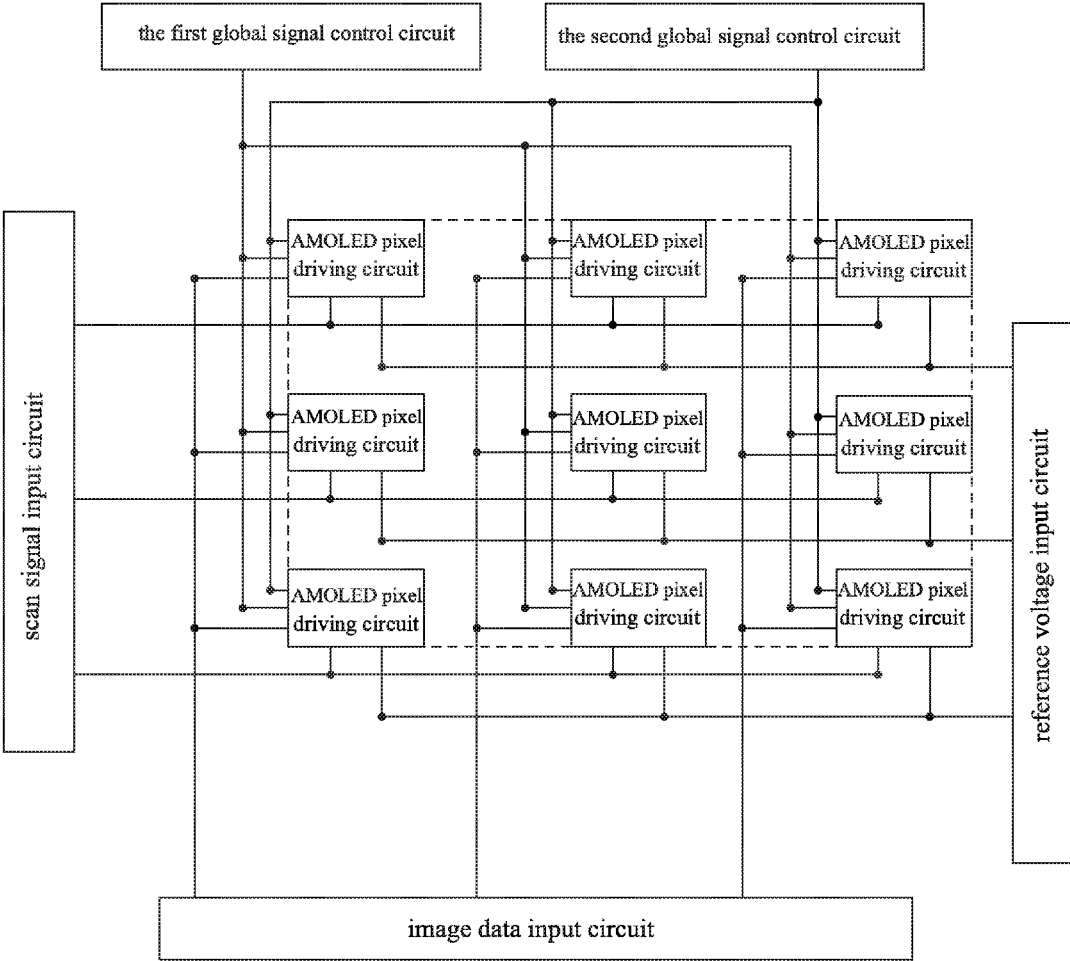 the first global signal control circuit
the second global signal control circuit
AMOLED pixel
driving circuit
AMOLED pixel
driving circuit
AMOLED pixel
driving circuit
scan signal input circuit
AMOLED pixel
driving circuit
AMOLED pixel
driving circuit
AMOLED pixel
driving circuit
reference voltage input circuit
AMOLED pixel
driving circuit
AMOLED pixel
driving circuit
AMOLED pixel
driving circuit
image data input circuit